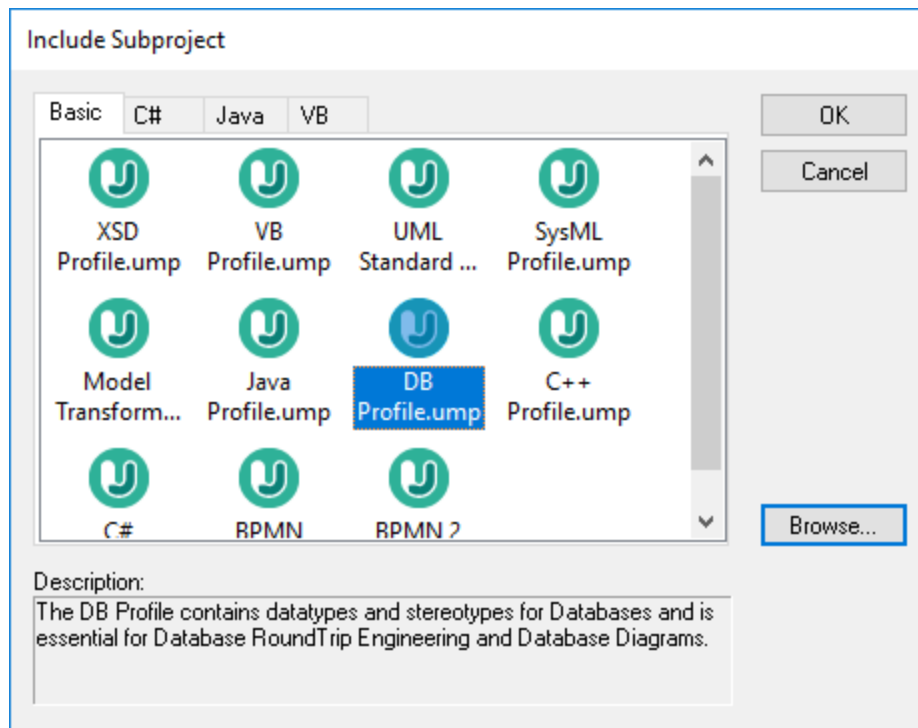 Include Subproject
Basic C# Java VB
OK
Cancel
XSD VB UML SysML
Profile.ump Profile.ump Standard ... Profile.ump
Model Java DB C++
Transform... Profile.ump Profile.ump Profile.ump
C# BPMN BPMN 2
Browse...
Description:
The DB Profile contains datatypes and stereotypes for Databases and is
essential for Database RoundTrip Engineering and Database Diagrams.